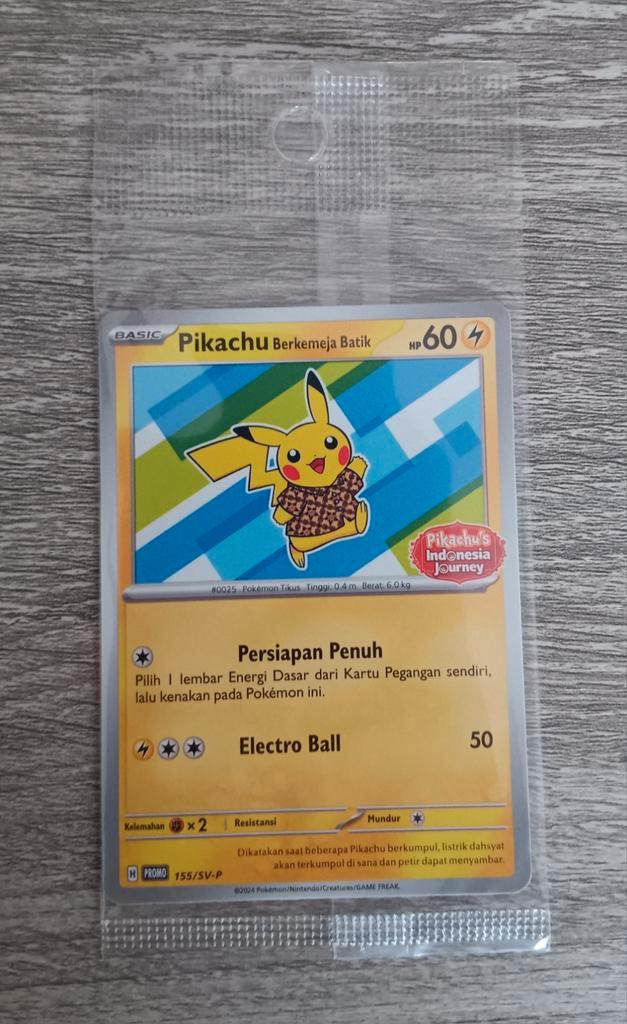 BASIC Pikachu Berkemeja Batik HP 60
Pikachu's
Indonesia
Journey
#0025 Pokémon Tikus Tinggi: 0.4 m Berat: 6,0 kg
Persiapan Penuh
Pilih 1 lembar Energi Dasar dari Kartu Pegangan sendiri,
lalu kenakan pada Pokémon ini.
Electro Ball 50
Kelemahan ×2 Resistansi Mundur
Dikatakan saat beberapa Pikachu berkumpul, listrik dahsyat
akan terkumpul di sana dan petir dapat menyambar.
H PROMO 155/SV-P
©2024 Pokémon/Nintendo/Creatures/GAME FREAK.